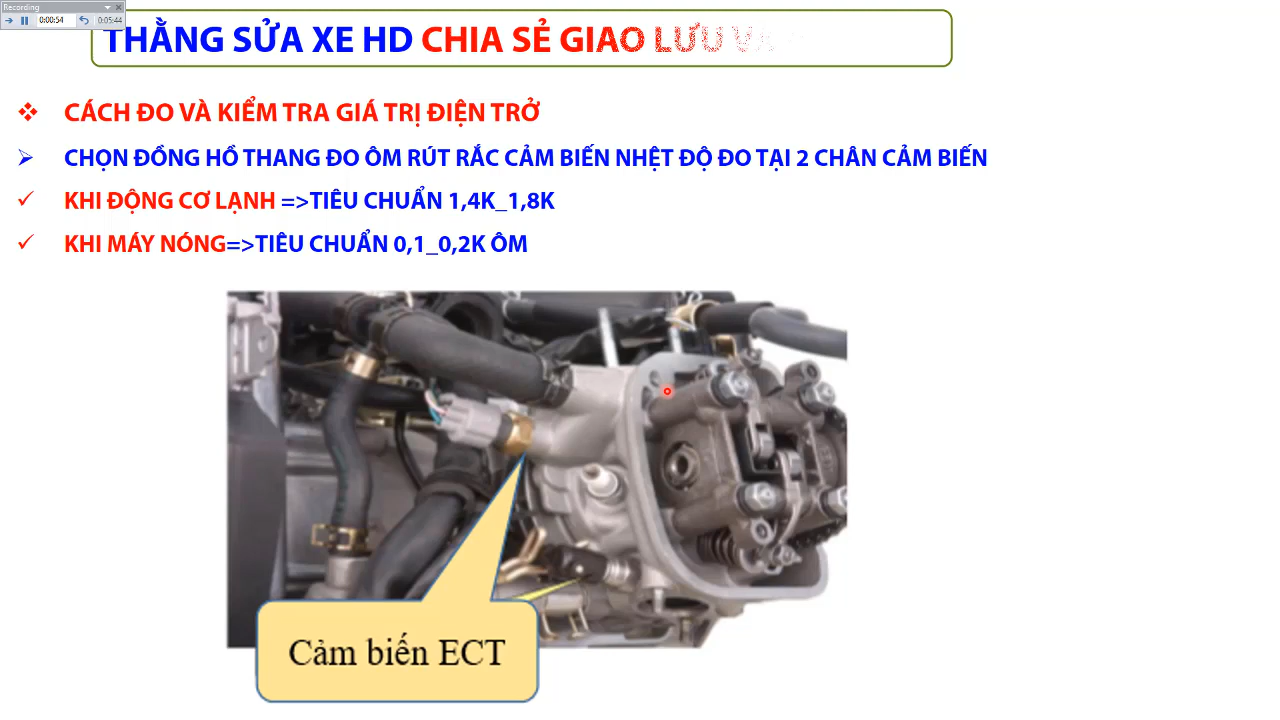 Recording
0:00:54
0:05:44
THẰNG SỬA XE HD CHIA SẺ GIAO LƯU
CÁCH ĐO VÀ KIỂM TRA GIÁ TRỊ ĐIỆN TRỞ
CHỌN ĐỒNG HỒ THANG ĐO ÔM RÚT RẮC CẢM BIẾN NHỆT ĐỘ ĐO TẠI 2 CHÂN CẢM BIẾN
KHI ĐỘNG CƠ LẠNH =>TIÊU CHUẨN 1,4K_1,8K
KHI MÁY NÓNG=>TIÊU CHUẨN 0,1_0,2K ÔM
Cảm biến ECT